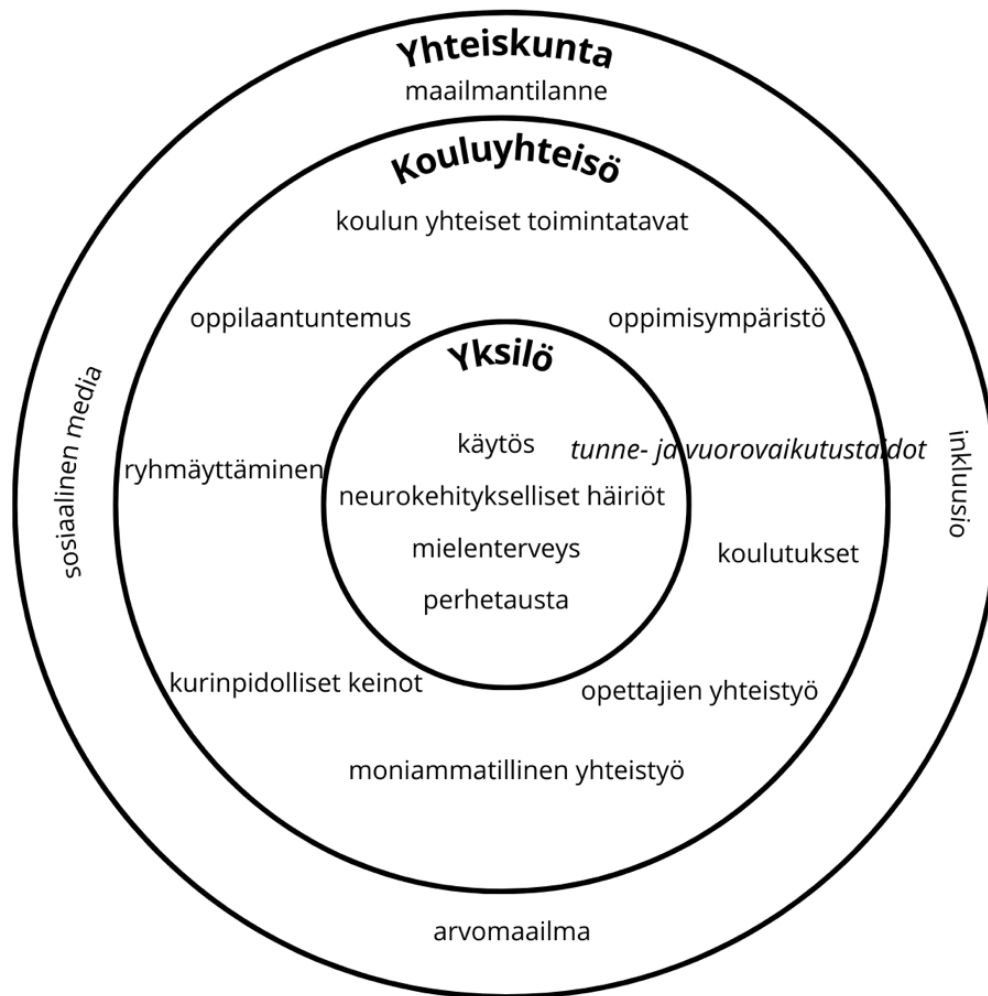 Yhteiskunta
maailmantilanne
Kouluyhteisö
koulun yhteiset toimintatavat
oppilaantuntemus
oppimisympäristö
Yksilö
sosiaalinen media
käytös
tunne- ja vuorovaikutustaidot
inkluusio
ryhmäyttäminen
neurokehitykselliset häiriöt
mielenterveys
koulutukset
perhetausta
kurinpidolliset keinot
opettajien yhteistyö
moniammatillinen yhteistyö
arvomaailma